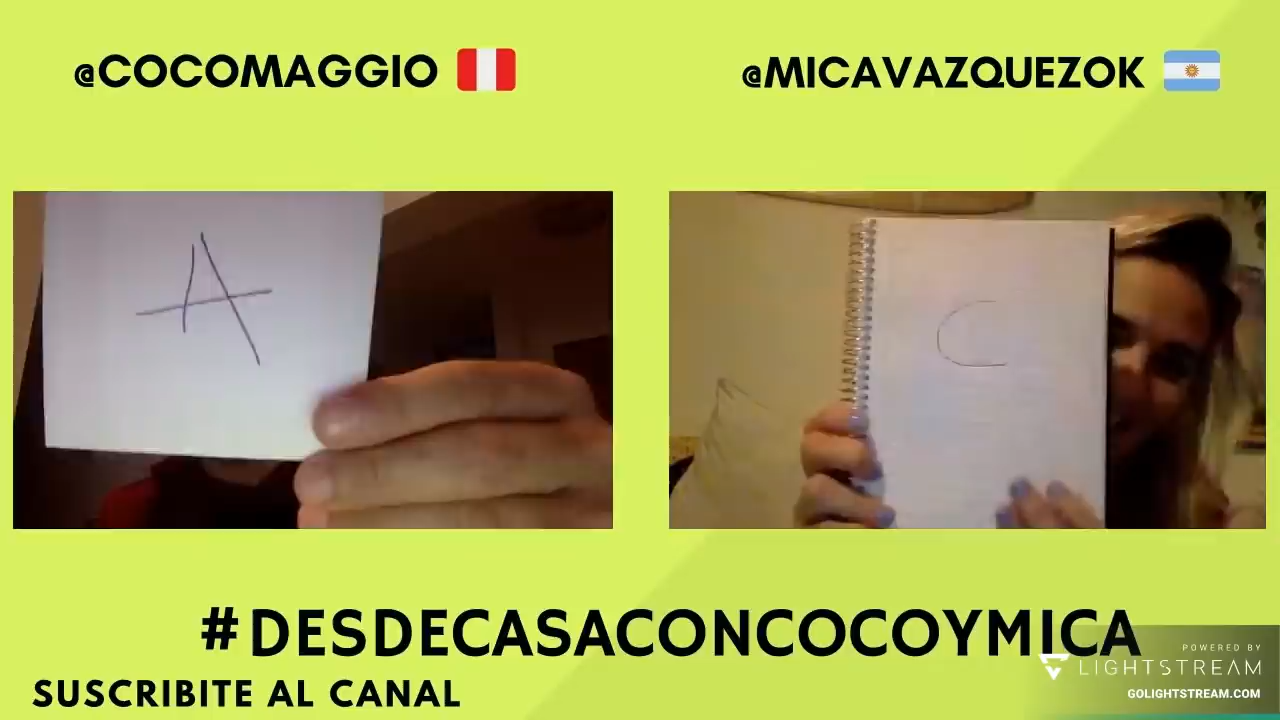 @COCOMAGGIO
@MICAVAZQUEZOK
A
C
#DESDECASACONCOCOYMICA
SUSCRIBITE AL CANAL
POWERED BY
LIGHTSTREAM
GOLIGHTSTREAM.COM